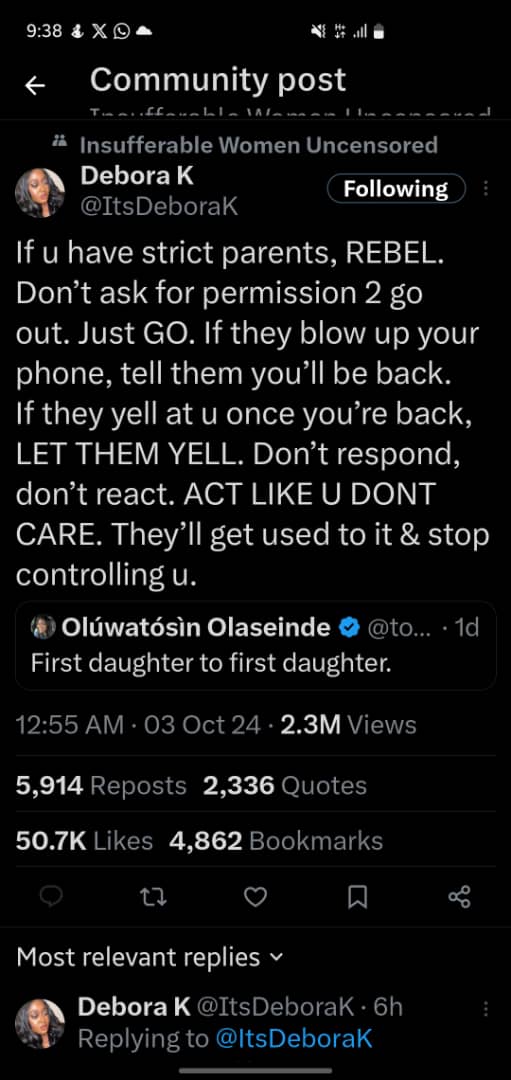 9:38
Community post
Insufferable Women Uncensored
Insufferable Women Uncensored
Debora K
Following
@ItsDeboraK
If u have strict parents, REBEL.
Don’t ask for permission 2 go
out. Just GO. If they blow up your
phone, tell them you’ll be back.
If they yell at u once you’re back,
LET THEM YELL. Don’t respond,
don’t react. ACT LIKE U DONT
CARE. They’ll get used to it & stop
controlling u.
Olúwatósìn Olaseinde @to... · 1d
First daughter to first daughter.
12:55 AM · 03 Oct 24 · 2.3M Views
5,914 Reposts 2,336 Quotes
50.7K Likes 4,862 Bookmarks
Most relevant replies
Debora K @ItsDeboraK · 6h
Replying to @ItsDeboraK